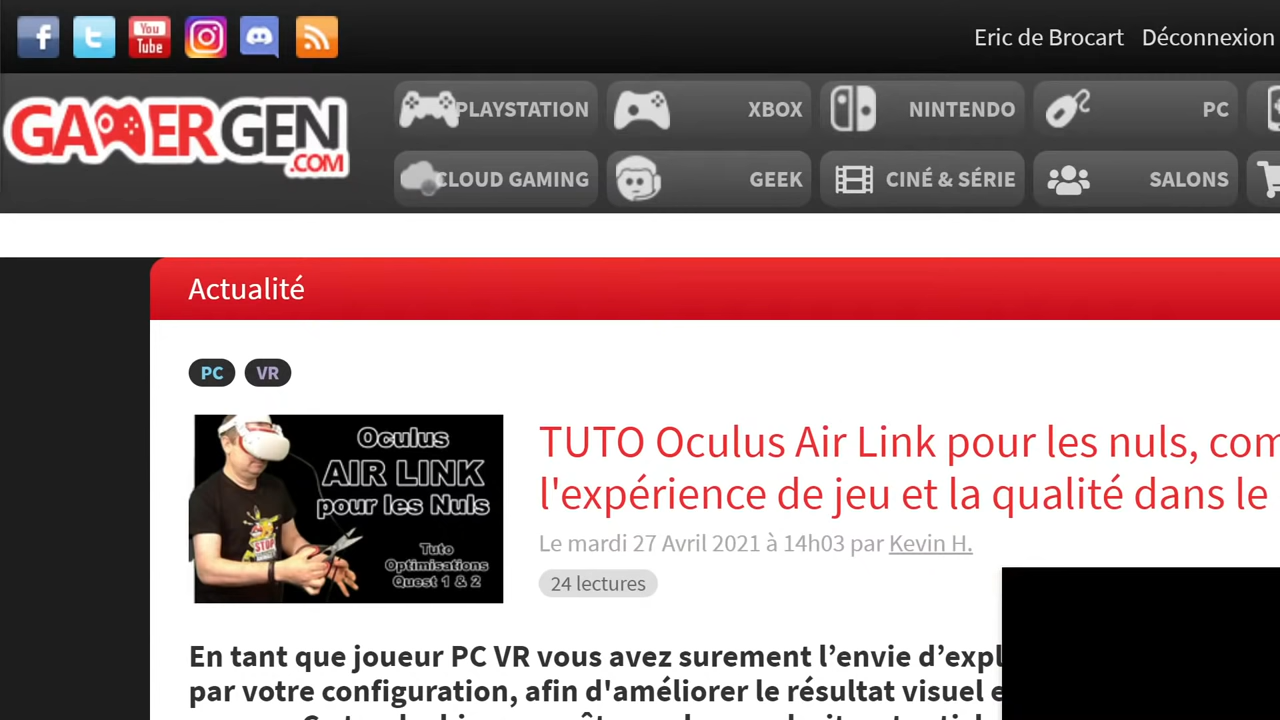 You
Tube
Eric de Brocart Déconnexion
GAMERGEN
.COM
PLAYSTATION XBOX NINTENDO PC
CLOUD GAMING GEEK CINÉ & SÉRIE SALONS
Actualité
PC VR
Oculus
AIR LINK
pour les Nuls
Tuto
Optimisations
Quest 1 & 2
STOP
TUTO Oculus Air Link pour les nuls,
l'expérience de jeu et la qualité dans le
Le mardi 27 Avril 2021 à 14h03 par Kevin H.
24 lectures
En tant que joueur PC VR vous avez surement l’envie
par votre configuration, afin d'améliorer le résultat visuel